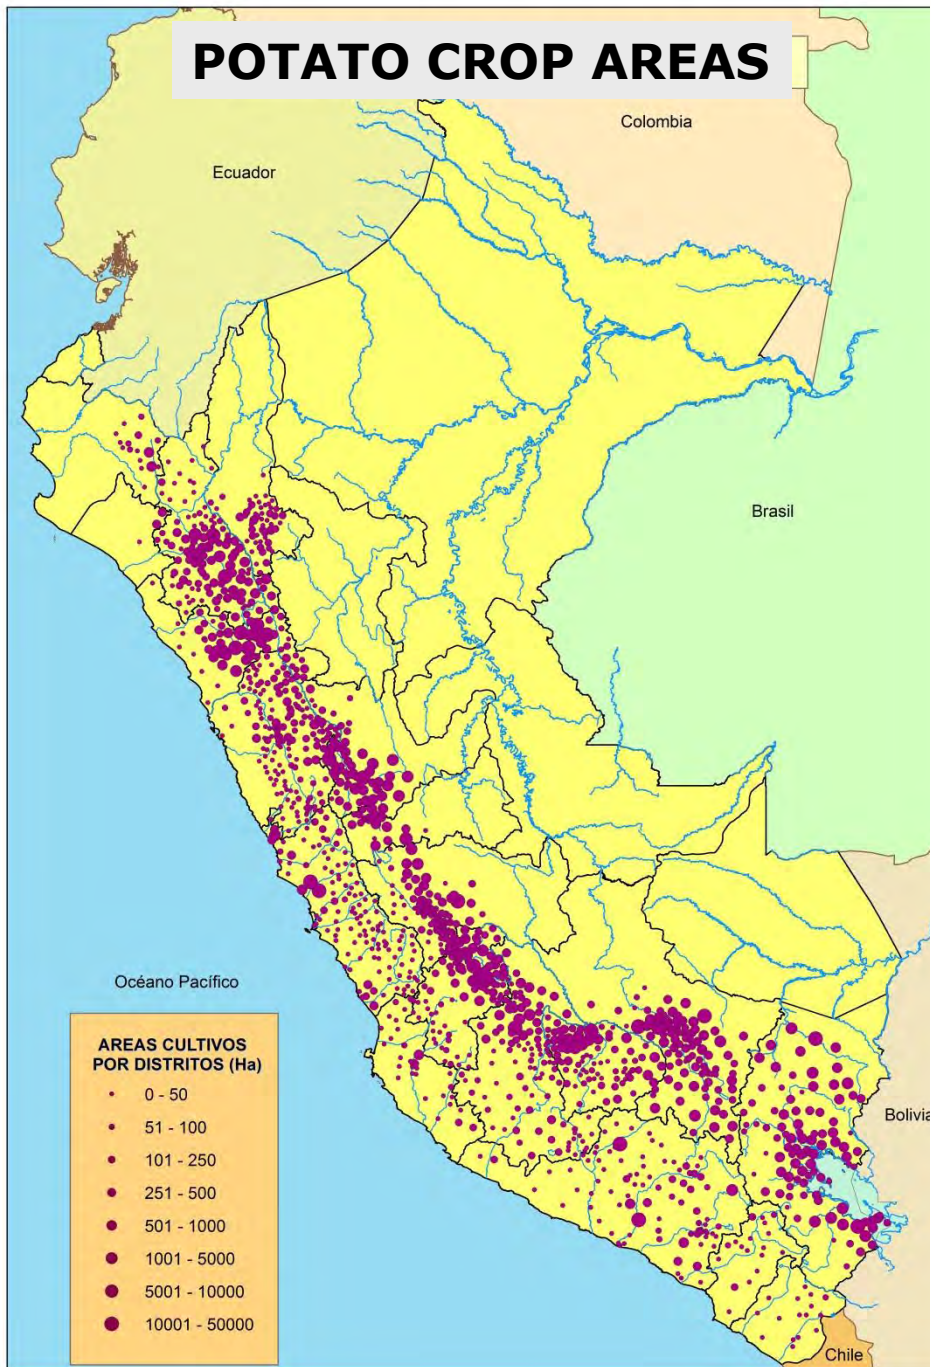 POTATO CROP AREAS
Colombia
Ecuador
Brasil
Océano Pacífico
AREAS CULTIVOS
POR DISTRITOS (Ha)
0 - 50
51 - 100
101 - 250
251 - 500
501 - 1000
1001 - 5000
5001 - 10000
10001 - 50000
Bolivia
Chile